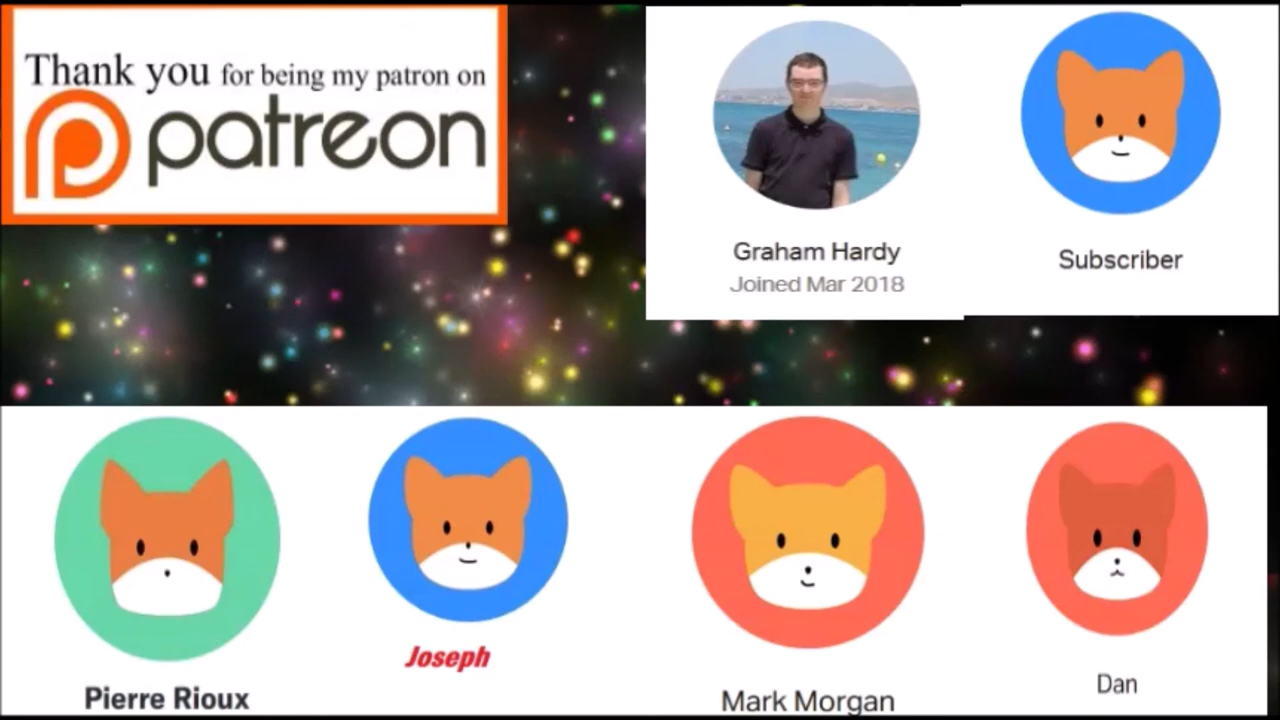 Thank you for being my patron on
patreon
Graham Hardy
Joined Mar 2018
Subscriber
Pierre Rioux
Joseph
Mark Morgan
Dan